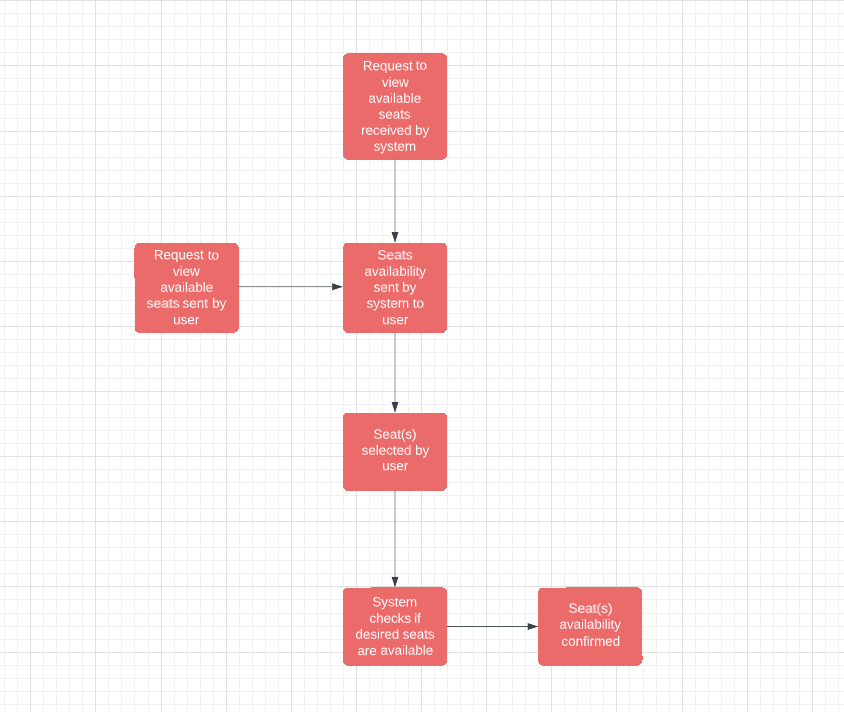 Request to
view
available
seats
received by
system
Request to
view
available
seats sent by
user
Seats
availability
sent by
system to
user
Seat(s)
selected by
user
System
checks if
desired seats
are available
Seat(s)
availability
confirmed